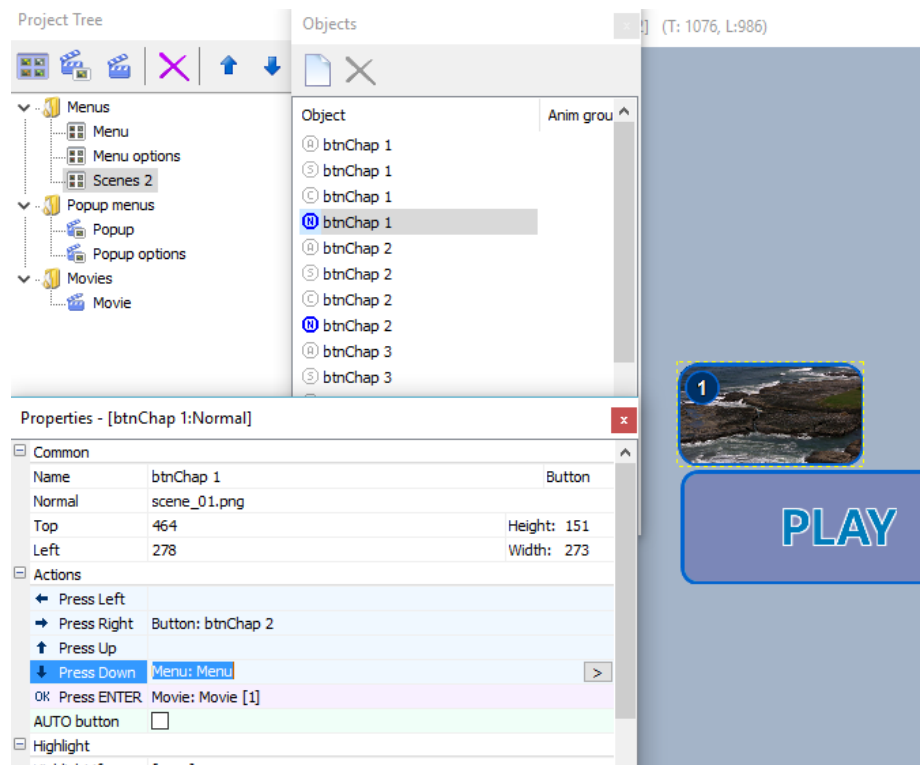 Project Tree
Menus
Menu
Menu options
Scenes 2
Popup menus
Popup
Popup options
Movies
Movie
Objects
x
Object Anim grou
A btnChap 1
S btnChap 1
C btnChap 1
N btnChap 1
A btnChap 2
S btnChap 2
C btnChap 2
N btnChap 2
A btnChap 3
S btnChap 3
] (T: 1076, L:986)
1
PLAY
Properties - [btnChap 1:Normal]
x
Common
Name btnChap 1 Button
Normal scene_01.png
Top 464 Height: 151
Left 278 Width: 273
Actions
Press Left
Press Right Button: btnChap 2
Press Up
Press Down Menu: Menu >
OK Press ENTER Movie: Movie [1]
AUTO button
Highlight